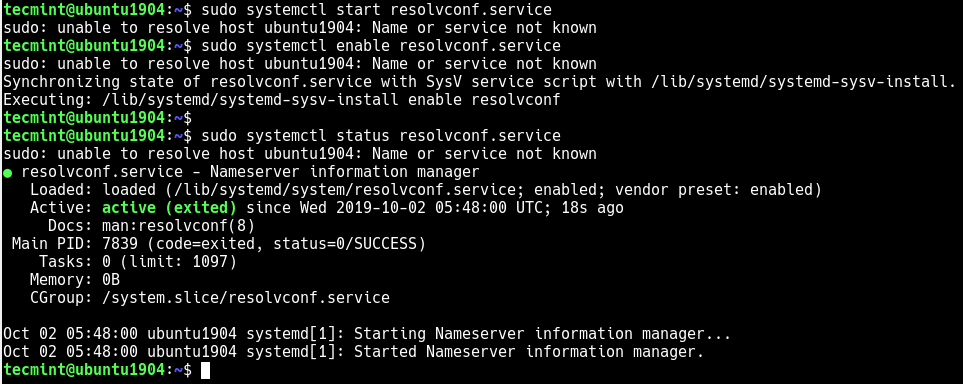 tecmint@ubuntu1904:~$ sudo systemctl start resolvconf.service
sudo: unable to resolve host ubuntu1904: Name or service not known
tecmint@ubuntu1904:~$ sudo systemctl enable resolvconf.service
sudo: unable to resolve host ubuntu1904: Name or service not known
Synchronizing state of resolvconf.service with SysV service script with /lib/systemd/systemd-sysv-install.
Executing: /lib/systemd/systemd-sysv-install enable resolvconf
tecmint@ubuntu1904:~$
tecmint@ubuntu1904:~$ sudo systemctl status resolvconf.service
sudo: unable to resolve host ubuntu1904: Name or service not known
● resolvconf.service - Nameserver information manager
   Loaded: loaded (/lib/systemd/system/resolvconf.service; enabled; vendor preset: enabled)
   Active: active (exited) since Wed 2019-10-02 05:48:00 UTC; 18s ago
     Docs: man:resolvconf(8)
 Main PID: 7839 (code=exited, status=0/SUCCESS)
    Tasks: 0 (limit: 1097)
   Memory: 0B
   CGroup: /system.slice/resolvconf.service

Oct 02 05:48:00 ubuntu1904 systemd[1]: Starting Nameserver information manager...
Oct 02 05:48:00 ubuntu1904 systemd[1]: Started Nameserver information manager.
tecmint@ubuntu1904:~$